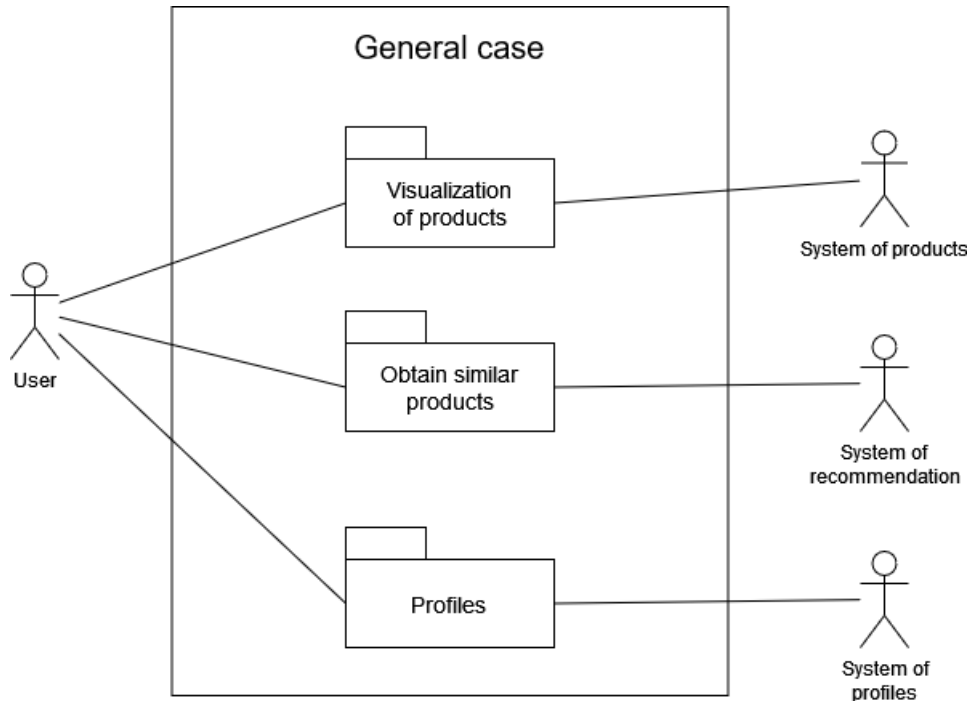 General case
Visualization
of products
System of products
User
Obtain similar
products
System of
recommendation
Profiles
System of
profiles